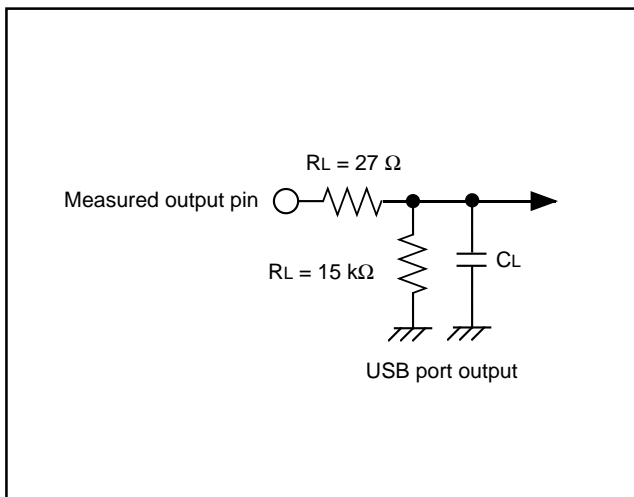 RL = 27 Ω
Measured output pin
RL = 15 kΩ
CL
USB port output